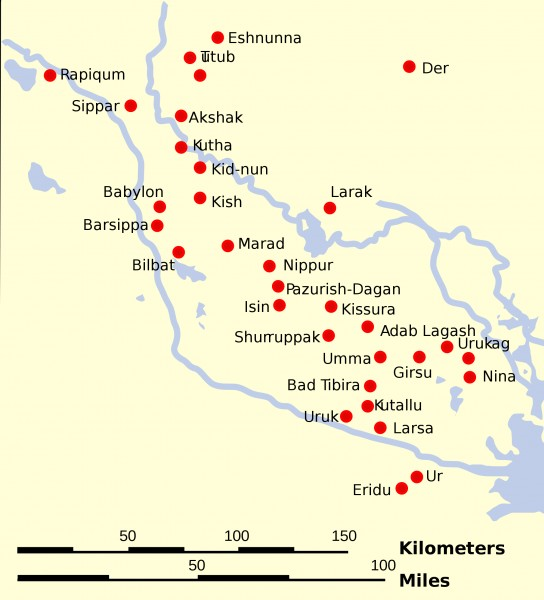 Eshnunna
Tutub
Der
Rapiqum
Sippar
Akshak
Kutha
Kid-nun
Babylon
Kish
Larak
Barsippa
Marad
Bilbat
Nippur
Pazurish-Dagan
Isin
Kissura
Adab Lagash
Shurruppak
Urukag
Umma
Girsu
Nina
Bad Tibira
Kutallu
Uruk
Larsa
Ur
Eridu
50 100 150
Kilometers
50 100
Miles